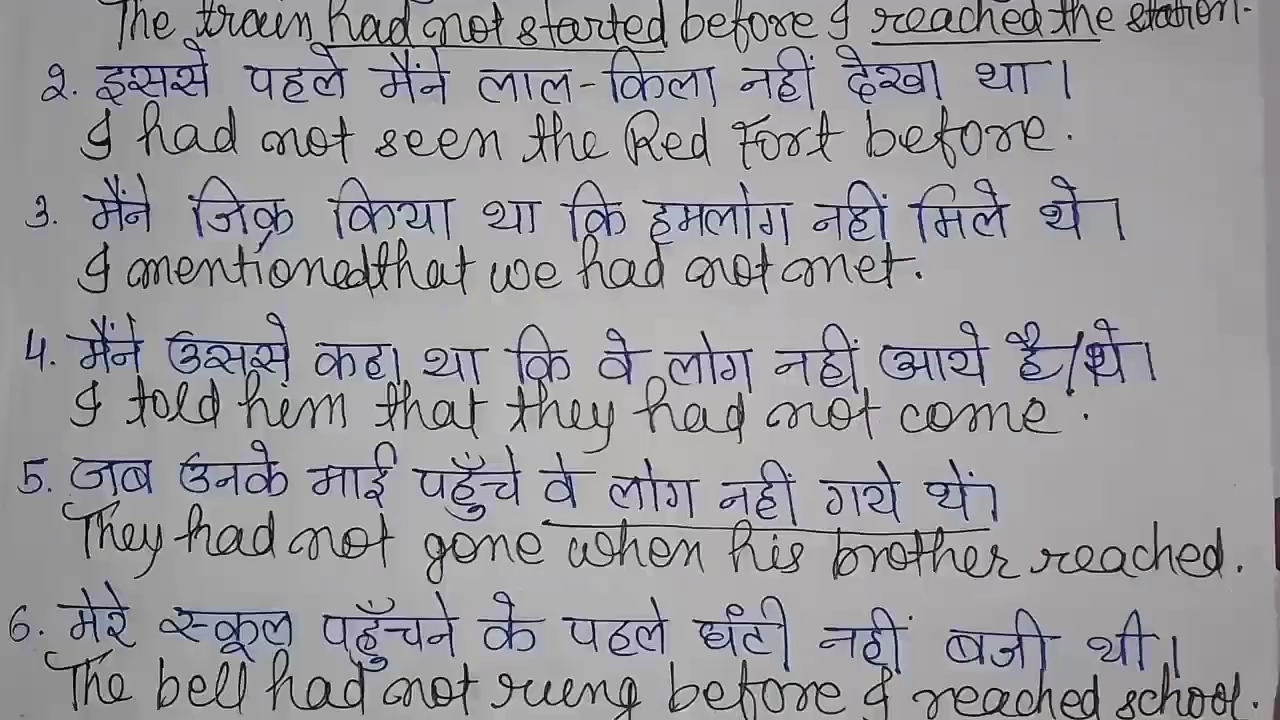 The train had not started before I reached the station.
2. इससे पहले मैंने लाल-किला नहीं देखा था।
I had not seen the Red Fort before.
3. मैंने जिक्र किया था कि हमलोग नहीं मिले थे।
I mentioned that we had not met.
4. मैंने उससे कहा था कि वे लोग नहीं आये है/थे।
I told him that they had not come.
5. जब उनके भाई पहुँचे वे लोग नहीं गये थें।
They had not gone when his brother reached.
6. मेरे स्कूल पहुँचने के पहले घंटी नहीं बजी थी।
The bell had not rung before I reached school.